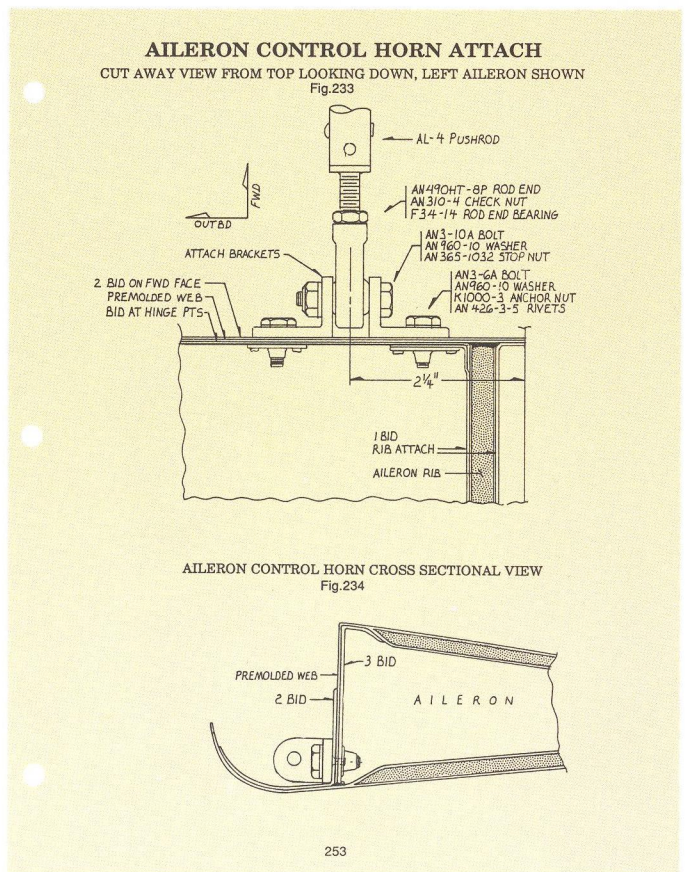 AILERON CONTROL HORN ATTACH
CUT AWAY VIEW FROM TOP LOOKING DOWN, LEFT AILERON SHOWN
Fig.233
AL-4 PUSHROD
FWD
OUTBD
AN490HT-8P ROD END
AN310-4 CHECK NUT
F34-14 ROD END BEARING
AN3-10A BOLT
AN960-10 WASHER
AN365-1032 STOP NUT
ATTACH BRACKETS
AN3-6A BOLT
AN960-10 WASHER
K1000-3 ANCHOR NUT
AN426-3-5 RIVETS
2 BID ON FWD FACE
PREMOLDED WEB
BID AT HINGE PTS
2 1/4"
1 BID
RIB ATTACH
AILERON RIB
AILERON CONTROL HORN CROSS SECTIONAL VIEW
Fig.234
3 BID
PREMOLDED WEB
2 BID
AILERON
253